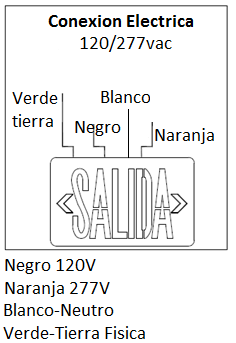 Conexion Electrica
120/277vac
Verde
tierra
Negro
Blanco
Naranja
SALIDA
Negro 120V
Naranja 277V
Blanco-Neutro
Verde-Tierra Fisica